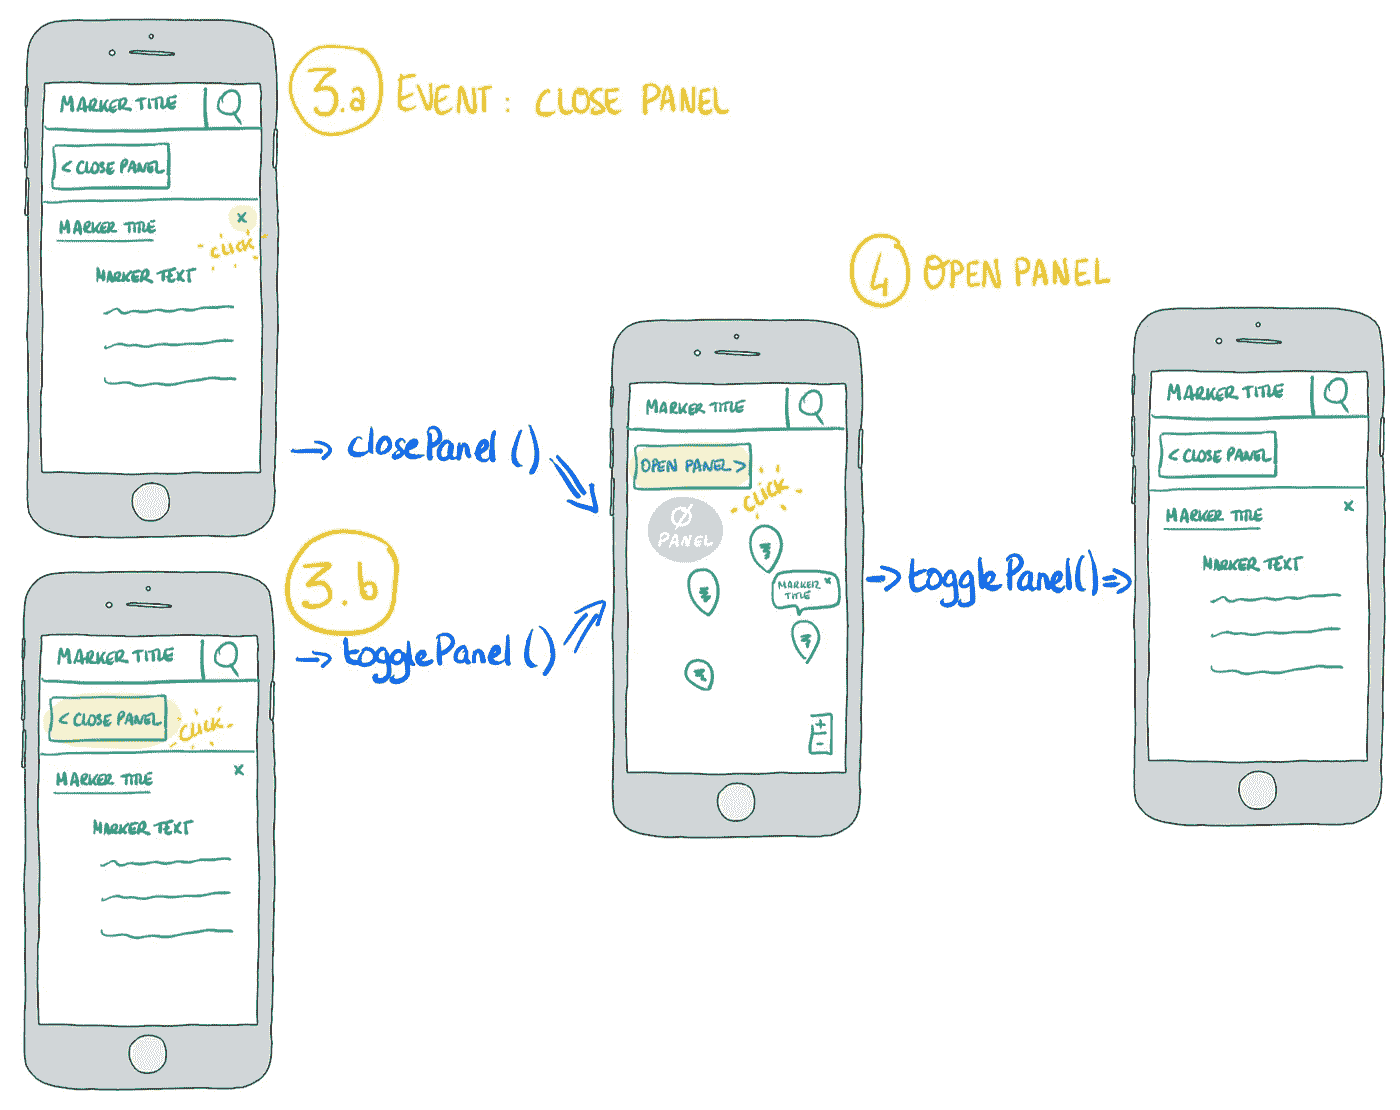 3.a EVENT: CLOSE PANEL
MARKER TITLE
< CLOSE PANEL
MARKER TITLE x
CLICK
MARKER TEXT
→ closePanel ()
3.b
→ togglePanel ()
MARKER TITLE
< CLOSE PANEL
CLICK
MARKER TITLE x
MARKER TEXT
4 OPEN PANEL
MARKER TITLE
OPEN PANEL >
CLICK
Ø
PANEL
MARKER x
TITLE
+
-
→ togglePanel() ⇒
MARKER TITLE
< CLOSE PANEL
MARKER TITLE x
MARKER TEXT